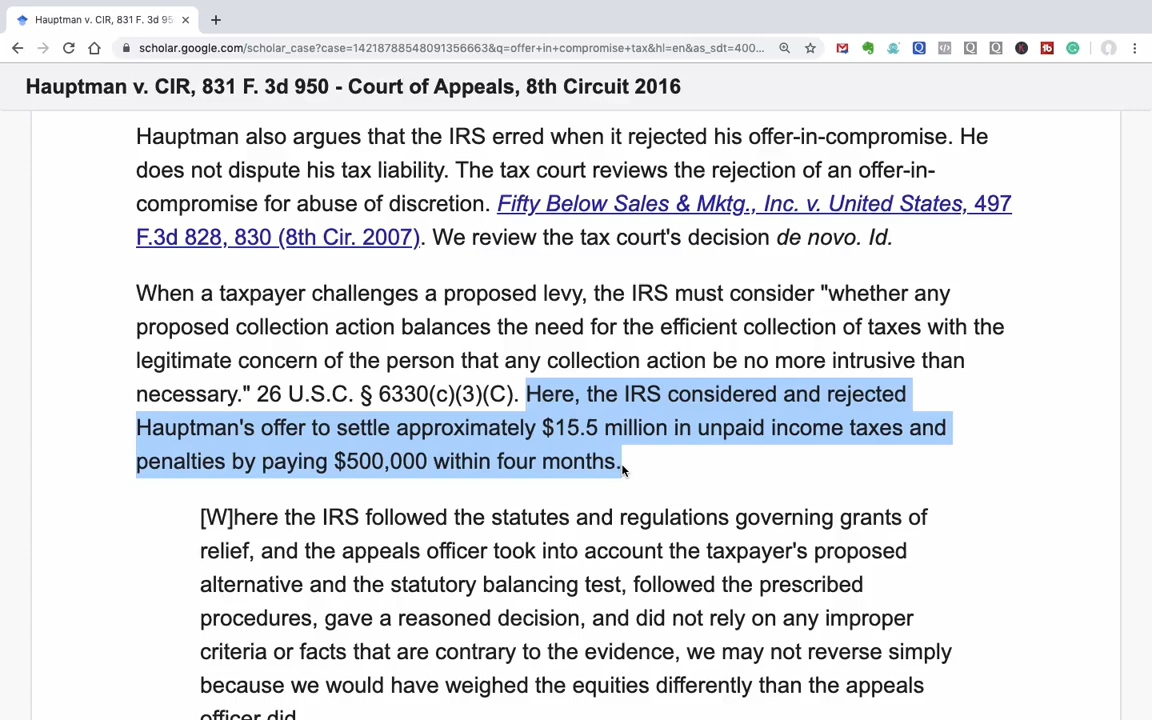 Hauptman v. CIR, 831 F. 3d 95
scholar.google.com/scholar_case?case=14218788548091356663&q=offer+in+compromise+tax&hl=en&as_sdt=400...
Hauptman v. CIR, 831 F. 3d 950 - Court of Appeals, 8th Circuit 2016
Hauptman also argues that the IRS erred when it rejected his offer-in-compromise. He
does not dispute his tax liability. The tax court reviews the rejection of an offer-in-
compromise for abuse of discretion. Fifty Below Sales & Mktg., Inc. v. United States, 497
F.3d 828, 830 (8th Cir. 2007). We review the tax court's decision de novo. Id.
When a taxpayer challenges a proposed levy, the IRS must consider "whether any
proposed collection action balances the need for the efficient collection of taxes with the
legitimate concern of the person that any collection action be no more intrusive than
necessary." 26 U.S.C. § 6330(c)(3)(C). Here, the IRS considered and rejected
Hauptman's offer to settle approximately $15.5 million in unpaid income taxes and
penalties by paying $500,000 within four months.
[W]here the IRS followed the statutes and regulations governing grants of
relief, and the appeals officer took into account the taxpayer's proposed
alternative and the statutory balancing test, followed the prescribed
procedures, gave a reasoned decision, and did not rely on any improper
criteria or facts that are contrary to the evidence, we may not reverse simply
because we would have weighed the equities differently than the appeals
officer did.